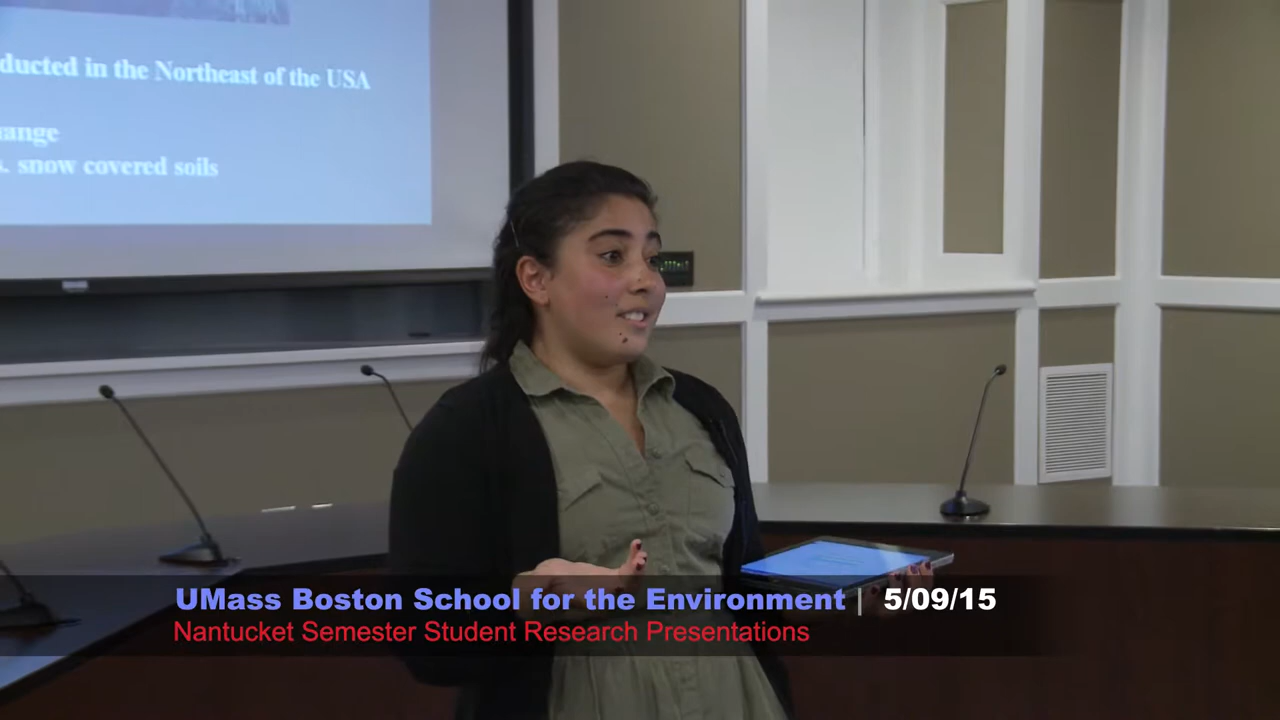 ducted in the Northeast of the USA
ange
. snow covered soils
UMass Boston School for the Environment | 5/09/15
Nantucket Semester Student Research Presentations